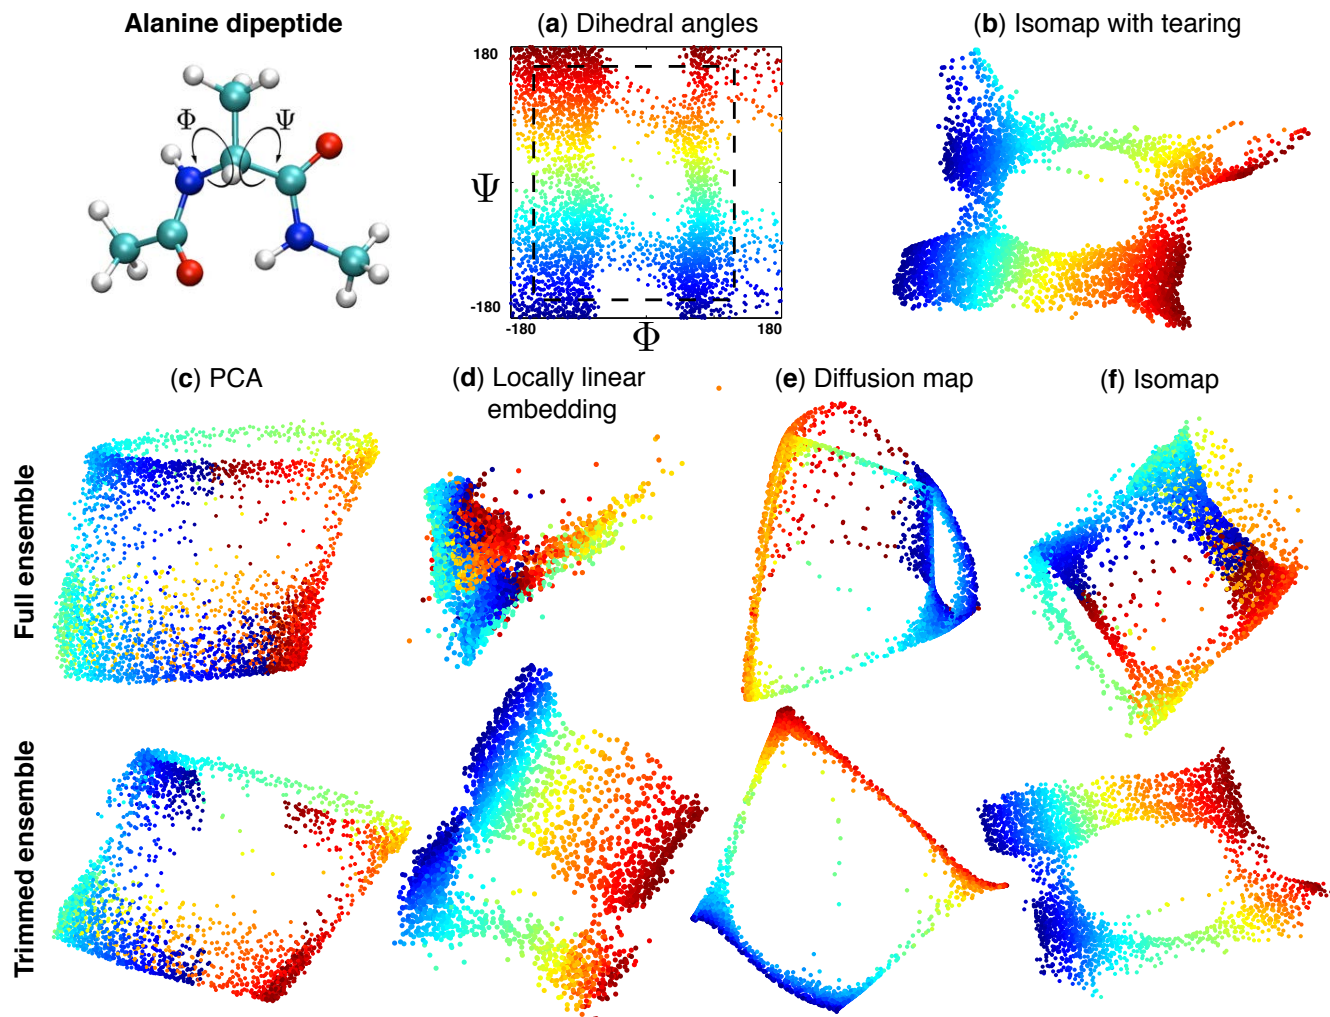 Alanine dipeptide
(a) Dihedral angles
(b) Isomap with tearing
Φ Ψ
180
Ψ
-180
-180 180
Φ
(c) PCA
(d) Locally linear
embedding
(e) Diffusion map
(f) Isomap
Full ensemble
Trimmed ensemble